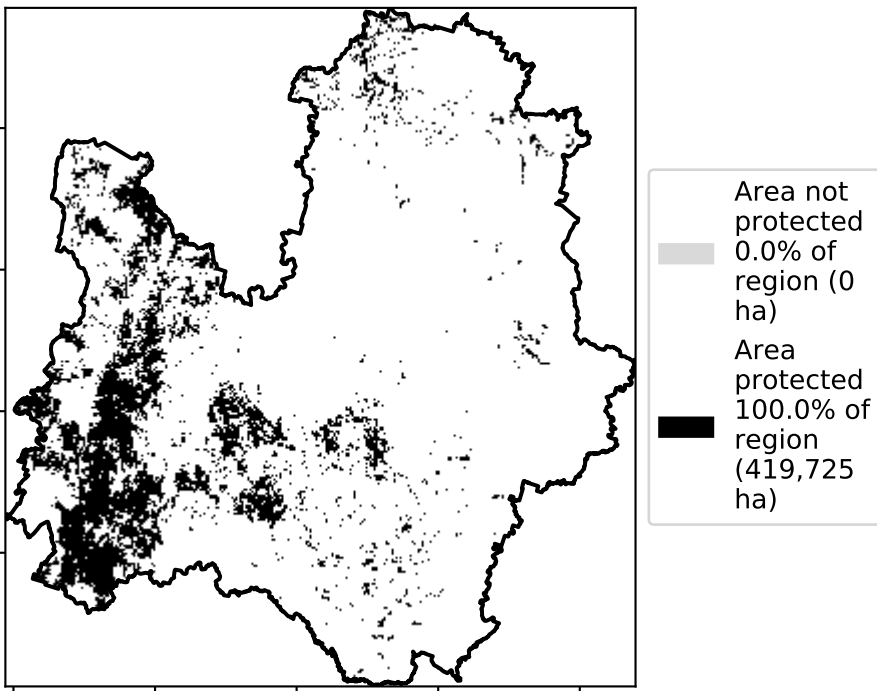 Area not
protected
0.0% of
region (0
ha)
Area
protected
100.0% of
region
(419,725
ha)